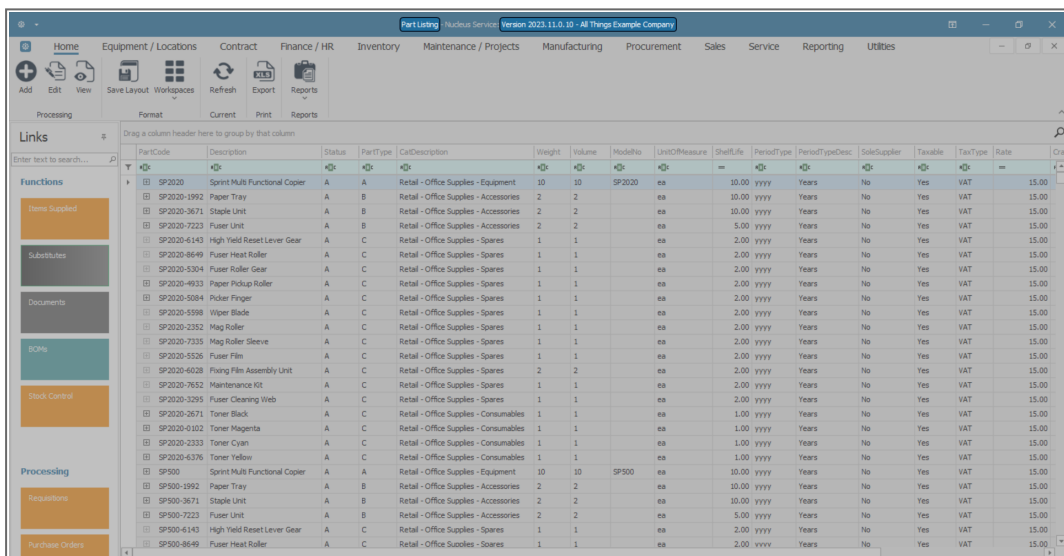 Part Listing - Nucleus Service: Version 2023.11.0.10 - All Things Example Company
Home Equipment / Locations Contract Finance / HR Inventory Maintenance / Projects Manufacturing Procurement Sales Service Reporting Utilities
Add Edit View Save Layout Workspaces Refresh XLS Export Reports
Processing Format Current Print Reports
Links
Drag a column header here to group by that column
Enter text to search...
PartCode Description Status PartType CatDescription Weight Volume ModelNo UnitOfMeasure ShelfLife PeriodType PeriodTypeDesc SoleSupplier Taxable TaxType Rate Cra
Functions
Items Supplied
Substitutes
Documents
BOMs
Stock Control
Processing
Requisitions
Purchase Orders
SP2020 Sprint Multi Functional Copier A A Retail - Office Supplies - Equipment 10 10 SP2020 ea 10.00 yyyy Years No Yes VAT 15.00
SP2020-1992 Paper Tray A B Retail - Office Supplies - Accessories 2 2 ea 10.00 yyyy Years No Yes VAT 15.00
SP2020-3671 Staple Unit A B Retail - Office Supplies - Accessories 2 2 ea 10.00 yyyy Years No Yes VAT 15.00
SP2020-7223 Fuser Unit A B Retail - Office Supplies - Accessories 2 2 ea 5.00 yyyy Years No Yes VAT 15.00
SP2020-6143 High Yield Reset Lever Gear A C Retail - Office Supplies - Spares 1 1 ea 2.00 yyyy Years No Yes VAT 15.00
SP2020-8649 Fuser Heat Roller A C Retail - Office Supplies - Spares 1 1 ea 2.00 yyyy Years No Yes VAT 15.00
SP2020-5304 Fuser Roller Gear A C Retail - Office Supplies - Spares 1 1 ea 2.00 yyyy Years No Yes VAT 15.00
SP2020-4933 Paper Pickup Roller A C Retail - Office Supplies - Spares 1 1 ea 2.00 yyyy Years No Yes VAT 15.00
SP2020-5084 Picker Finger A C Retail - Office Supplies - Spares 1 1 ea 2.00 yyyy Years No Yes VAT 15.00
SP2020-5598 Wiper Blade A C Retail - Office Supplies - Spares 1 1 ea 2.00 yyyy Years No Yes VAT 15.00
SP2020-2352 Mag Roller A C Retail - Office Supplies - Spares 1 1 ea 2.00 yyyy Years No Yes VAT 15.00
SP2020-7335 Mag Roller Sleeve A C Retail - Office Supplies - Spares 1 1 ea 2.00 yyyy Years No Yes VAT 15.00
SP2020-5526 Fuser Film A C Retail - Office Supplies - Spares 1 1 ea 2.00 yyyy Years No Yes VAT 15.00
SP2020-6028 Fixing Film Assembly Unit A C Retail - Office Supplies - Spares 2 2 ea 2.00 yyyy Years No Yes VAT 15.00
SP2020-7652 Maintenance Kit A C Retail - Office Supplies - Spares 1 1 ea 2.00 yyyy Years No Yes VAT 15.00
SP2020-3295 Fuser Cleaning Web A C Retail - Office Supplies - Spares 1 1 ea 2.00 yyyy Years No Yes VAT 15.00
SP2020-2671 Toner Black A C Retail - Office Supplies - Consumables 1 1 ea 1.00 yyyy Years No Yes VAT 15.00
SP2020-0102 Toner Magenta A C Retail - Office Supplies - Consumables 1 1 ea 1.00 yyyy Years No Yes VAT 15.00
SP2020-2333 Toner Cyan A C Retail - Office Supplies - Consumables 1 1 ea 1.00 yyyy Years No Yes VAT 15.00
SP2020-6376 Toner Yellow A C Retail - Office Supplies - Consumables 1 1 ea 1.00 yyyy Years No Yes VAT 15.00
SP500 Sprint Multi Functional Copier A A Retail - Office Supplies - Equipment 10 10 SP500 ea 10.00 yyyy Years No Yes VAT 15.00
SP500-1992 Paper Tray A B Retail - Office Supplies - Accessories 2 2 ea 10.00 yyyy Years No Yes VAT 15.00
SP500-3671 Staple Unit A B Retail - Office Supplies - Accessories 2 2 ea 10.00 yyyy Years No Yes VAT 15.00
SP500-7223 Fuser Unit A B Retail - Office Supplies - Accessories 2 2 ea 5.00 yyyy Years No Yes VAT 15.00
SP500-6143 High Yield Reset Lever Gear A C Retail - Office Supplies - Spares 1 1 ea 2.00 yyyy Years No Yes VAT 15.00
SP500-8649 Fuser Heat Roller A C Retail - Office Supplies - Spares 1 1 ea 2.00 yyyy Years No Yes VAT 15.00